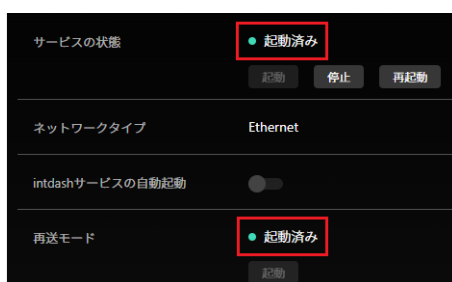 サービスの状態 起動済み
起動 停止 再起動
ネットワークタイプ Ethernet
intdashサービスの自動起動
再送モード 起動済み
起動